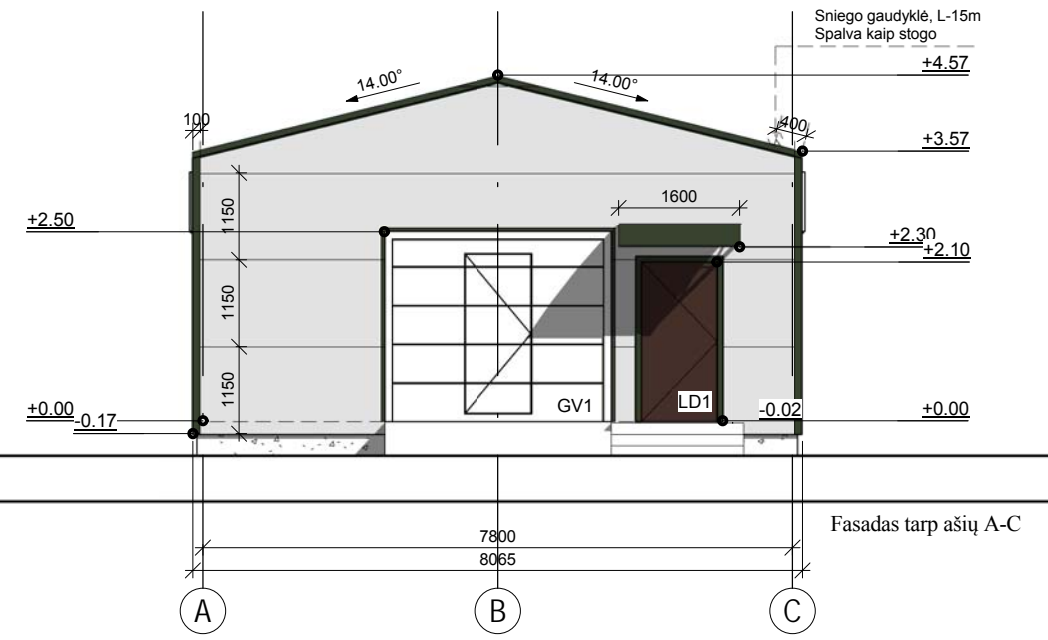 Sniego gaudyklė, L-15m
Spalva kaip stogo
+4.57
14.00°
14.00°
100
400
+3.57
1600
+2.50
+2.30
+2.10
1150
1150
1150
GV1
LD1
+0.00
-0.17
-0.02
+0.00
Fasadas tarp ašių A-C
7800
8065
A
B
C